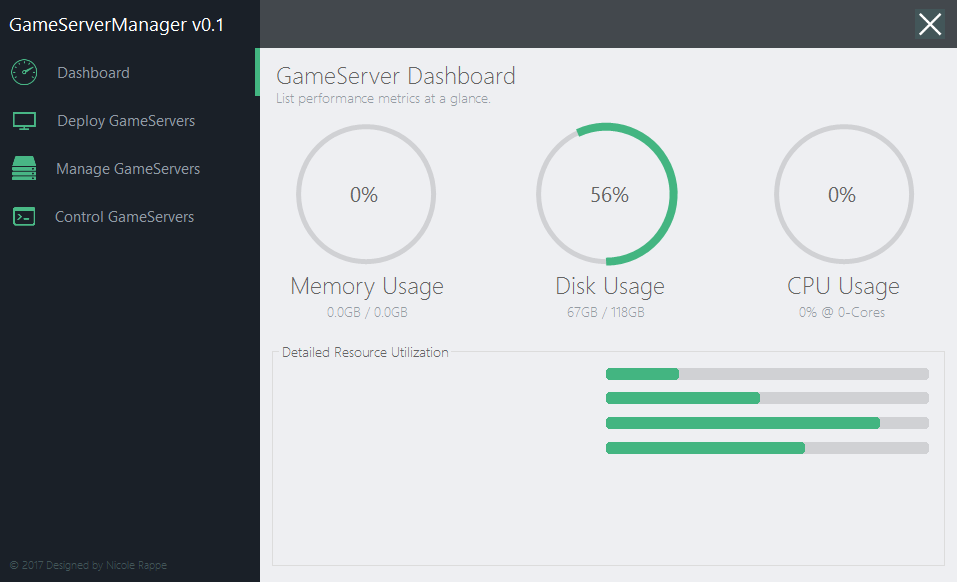 GameServerManager v0.1
Dashboard
Deploy GameServers
Manage GameServers
Control GameServers
© 2017 Designed by Nicole Rappe
GameServer Dashboard
List performance metrics at a glance.
0%
56%
0%
Memory Usage
Disk Usage
CPU Usage
0.0GB / 0.0GB
67GB / 118GB
0% @ 0-Cores
Detailed Resource Utilization